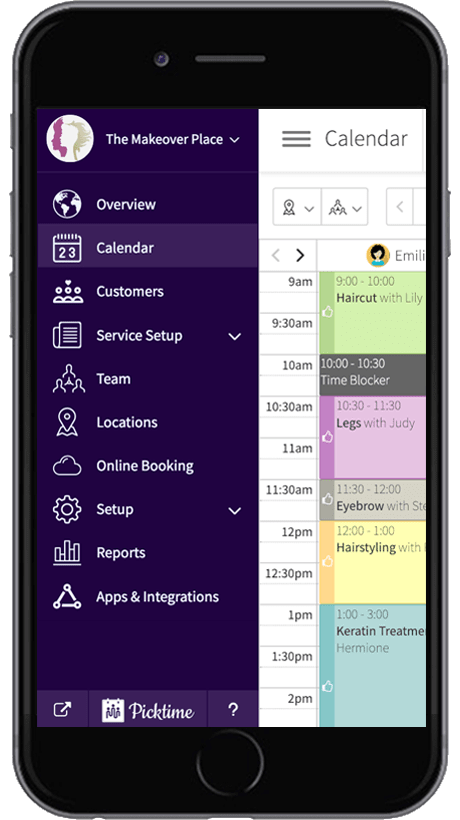 The Makeover Place
Overview
23
Calendar
Customers
Service Setup
Team
Locations
Online Booking
Setup
Reports
Apps & Integrations
Picktime
?
Calendar
Emili
9am
9:30am
10am
10:30am
11am
11:30am
12pm
12:30pm
1pm
1:30pm
2pm
9:00 - 10:00
Haircut with Lily
10:00 - 10:30
Time Blocker
10:30 - 11:30
Legs with Judy
11:30 - 12:00
Eyebrow with Ste
12:00 - 1:00
Hairstyling with
1:00 - 3:00
Keratin Treatme
Hermione